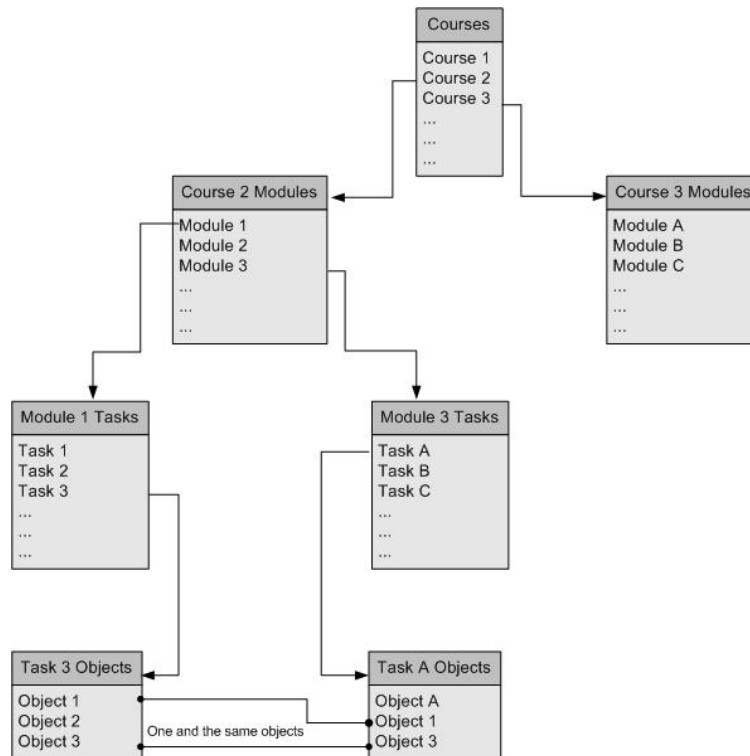 Courses
Course 1
Course 2
Course 3
...
...
...
Course 2 Modules
Module 1
Module 2
Module 3
...
...
...
Course 3 Modules
Module A
Module B
Module C
...
...
...
Module 1 Tasks
Task 1
Task 2
Task 3
...
...
...
Module 3 Tasks
Task A
Task B
Task C
...
...
...
Task 3 Objects
Object 1
Object 2
Object 3
One and the same objects
Task A Objects
Object A
Object 1
Object 3